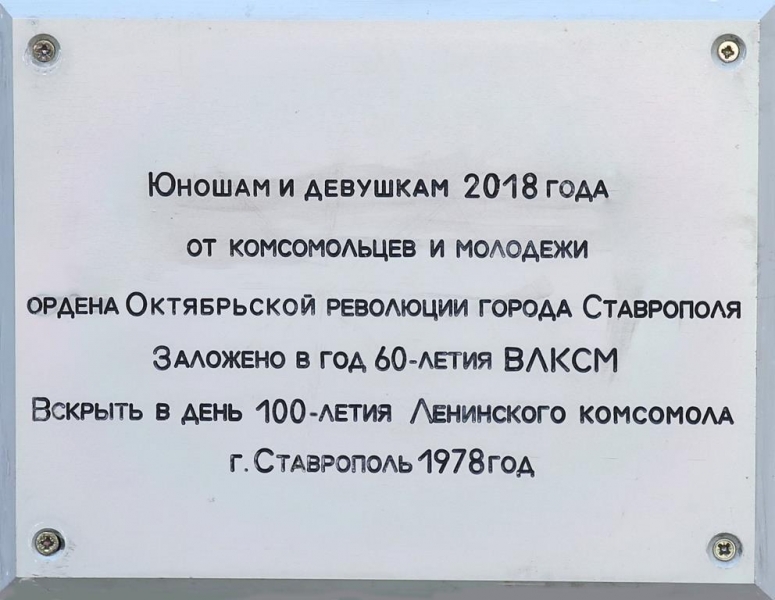 Юношам и девушкам 2018 года
от комсомольцев и молодежи
ордена Октябрьской революции города Ставрополя
Заложено в год 60-летия ВЛКСМ
Вскрыть в день 100-летия Ленинского комсомола
г. Ставрополь 1978 год